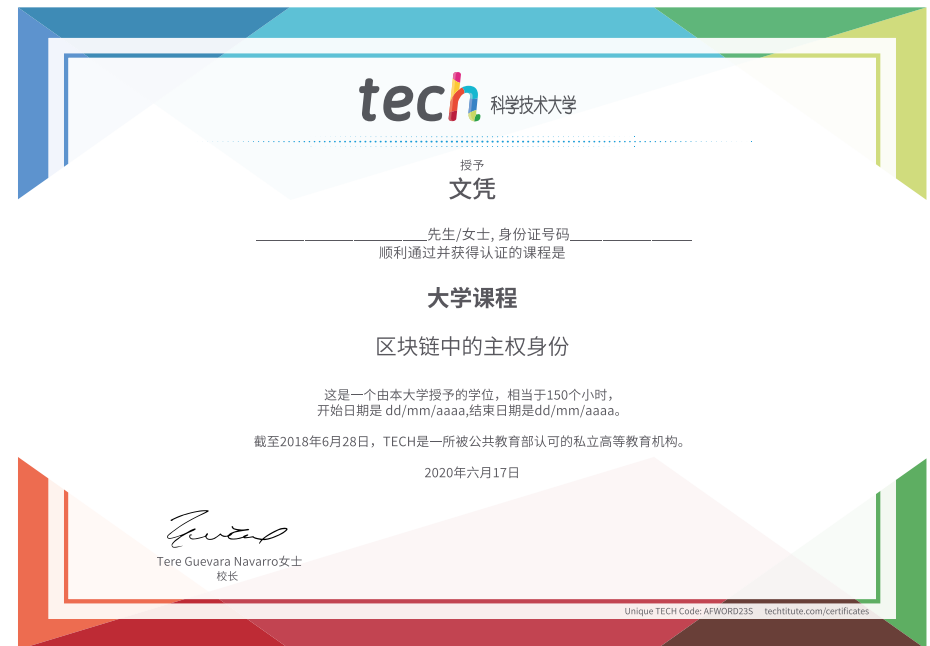 tech 科学技术大学
授予
文凭
______________________先生/女士, 身份证号码________________
顺利通过并获得认证的课程是
大学课程
区块链中的主权身份
这是一个由本大学授予的学位，相当于150个小时，
开始日期是 dd/mm/aaaa,结束日期是dd/mm/aaaa。
截至2018年6月28日，TECH是一所被公共教育部认可的私立高等教育机构。
2020年六月17日
Tere Guevara Navarro女士
校长
Unique TECH Code: AFWORD23S techtitute.com/certificates